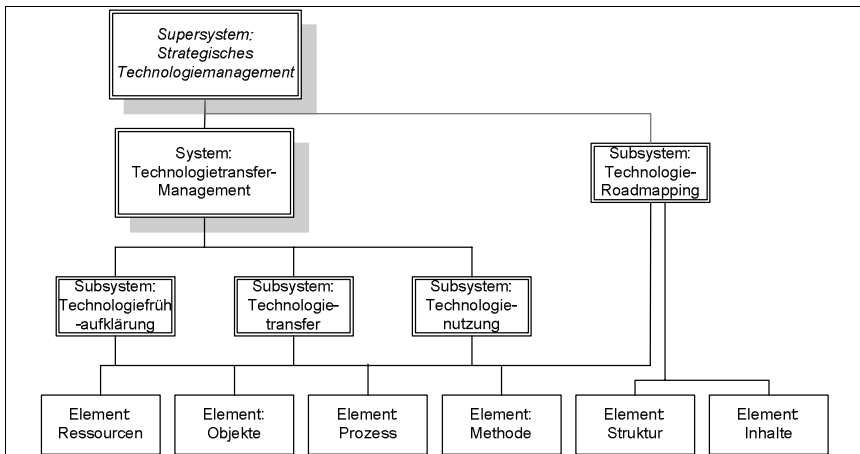 Supersystem:
Strategisches
Technologiemanagement
System:
Technologietransfer-
Management
Subsystem:
Technologie-
Roadmapping
Subsystem:
Technologiefrüh
-aufklärung
Subsystem:
Technologie-
transfer
Subsystem:
Technologie-
nutzung
Element:
Ressourcen
Element:
Objekte
Element:
Prozess
Element:
Methode
Element:
Struktur
Element:
Inhalte